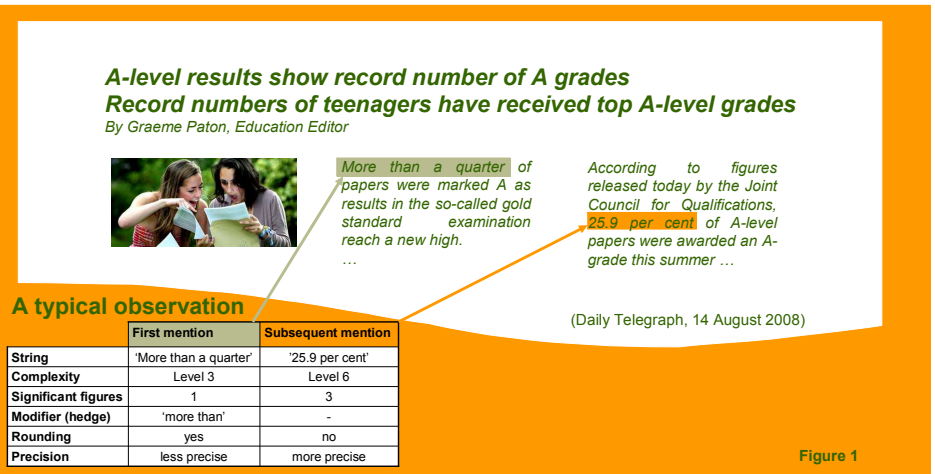 A-level results show record number of A grades
Record numbers of teenagers have received top A-level grades
By Graeme Paton, Education Editor
More than a quarter of
papers were marked A as
results in the so-called gold
standard examination
reach a new high.
…
According to figures
released today by the Joint
Council for Qualifications,
25.9 per cent of A-level
papers were awarded an A-
grade this summer …
(Daily Telegraph, 14 August 2008)
A typical observation
First mention Subsequent mention
String 'More than a quarter' '25.9 per cent'
Complexity Level 3 Level 6
Significant figures 1 3
Modifier (hedge) 'more than' -
Rounding yes no
Precision less precise more precise
Figure 1